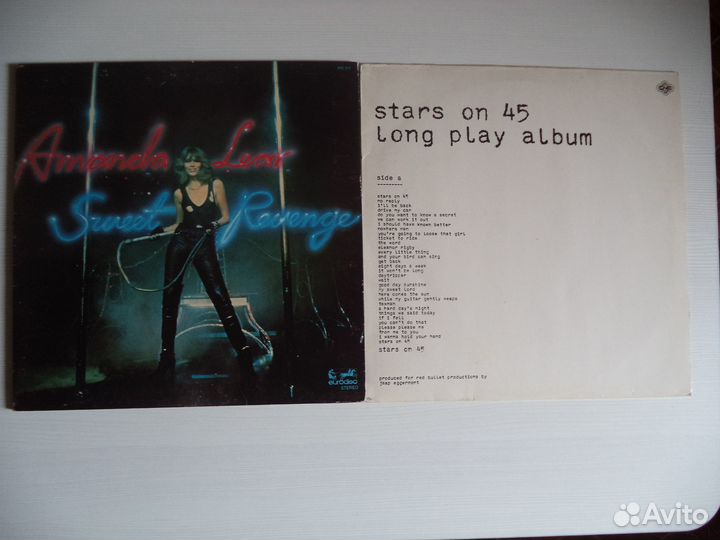 Amanda Lear
Sweet Revenge
eurodisc
STEREO
stars on 45
long play album
side a
stars on 45
no reply
I'll be back
drive my car
do you want to know a secret
we can work it out
i should have known better
nowhere man
you're going to loose that girl
ticket to ride
the word
eleanor rigby
every little thing
and your bird can sing
get back
eight days a week
it won't be long
daytripper
wait
good day sunshine
my sweet lord
here comes the sun
while my guitar gently weeps
taxman
a hard day's night
things we said today
if i fell
you can't do that
please please me
from me to you
i wanna hold your hand
stars on 45
stars on 45
produced for red bullet productions by
jaap eggermont
Avito